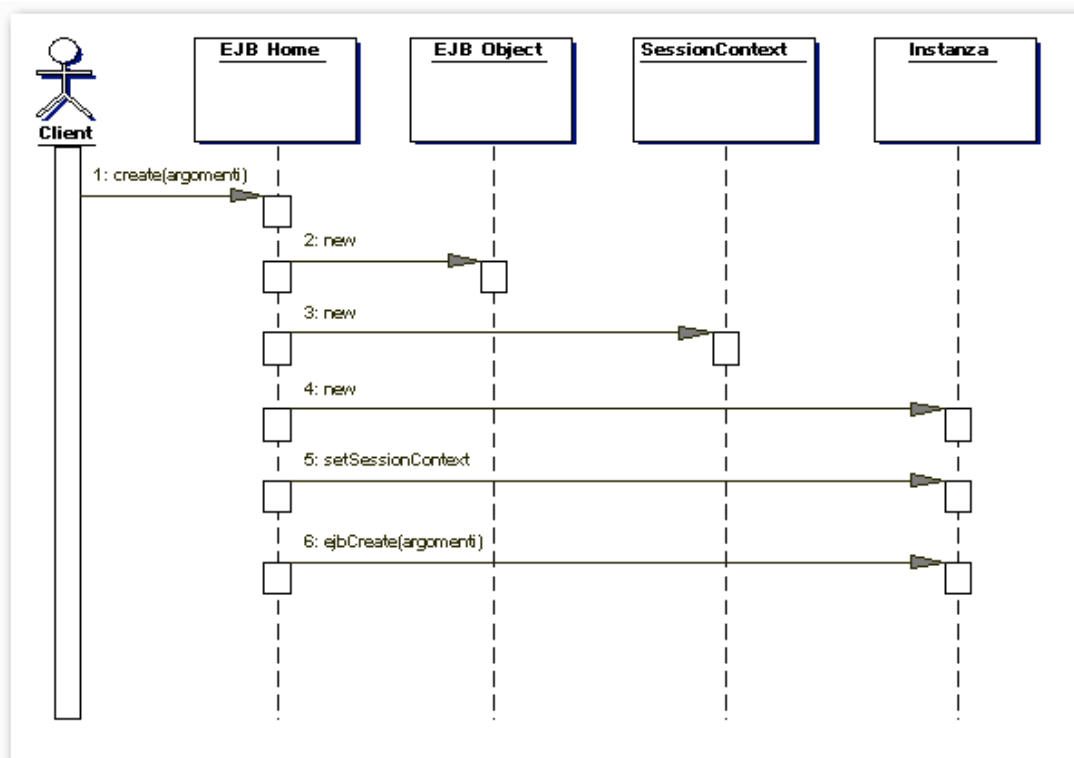 EJB Home
EJB Object
SessionContext
Instanza
Client
1: create(argomenti)
2: new
3: new
4: new
5: setSessionContext
6: ejbCreate(argomenti)